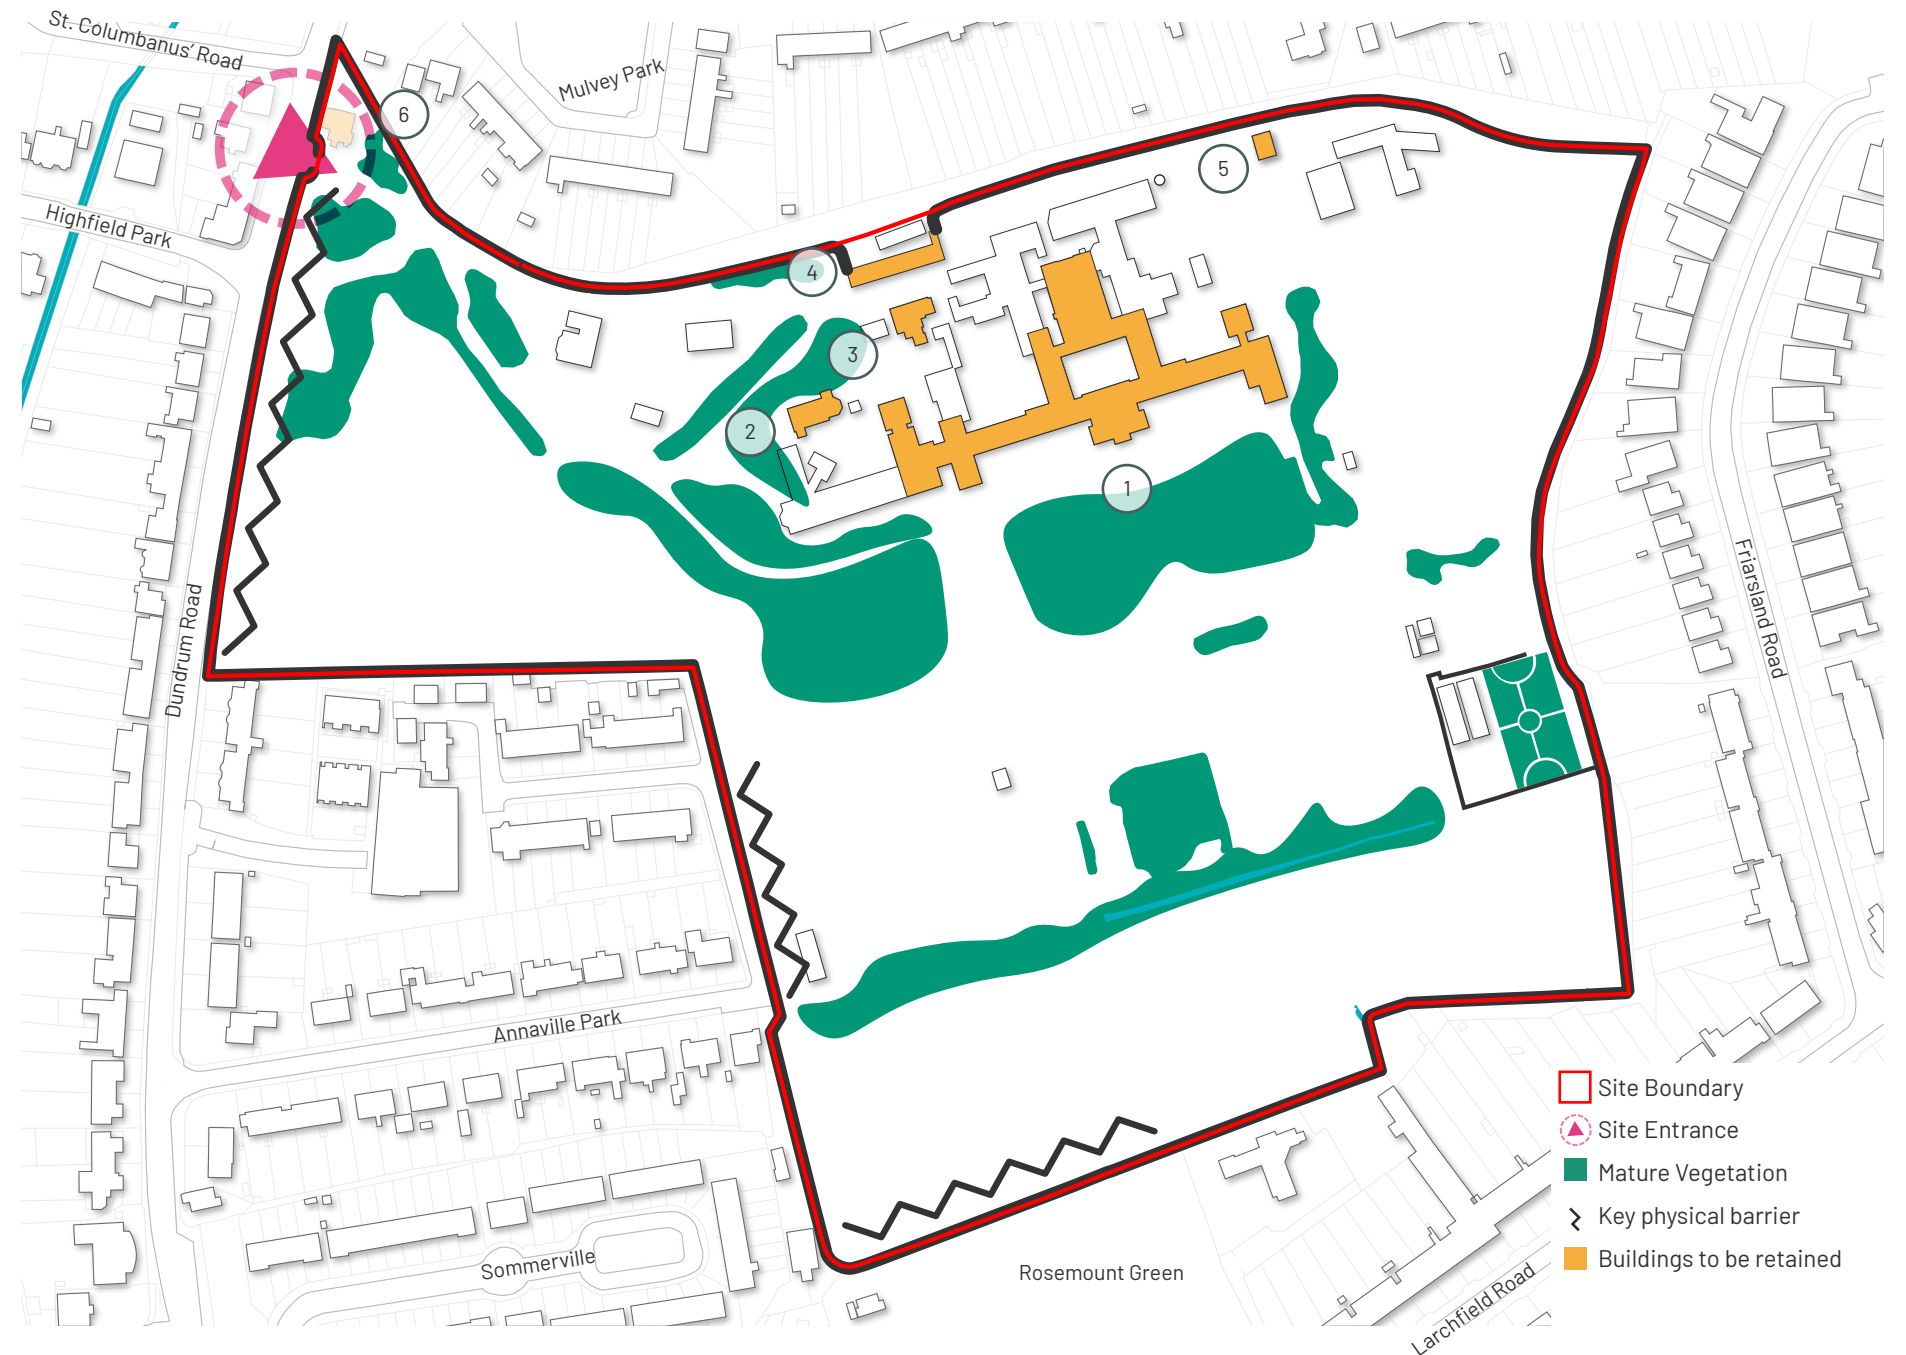 St. Columbanus' Road
Mulvey Park
6
5
Highfield Park
4
3
2
1
Friarsland Road
Dundrum Road
Annaville Park
Sommerville
Rosemount Green
Larchfield Road
Site Boundary
Site Entrance
Mature Vegetation
Key physical barrier
Buildings to be retained